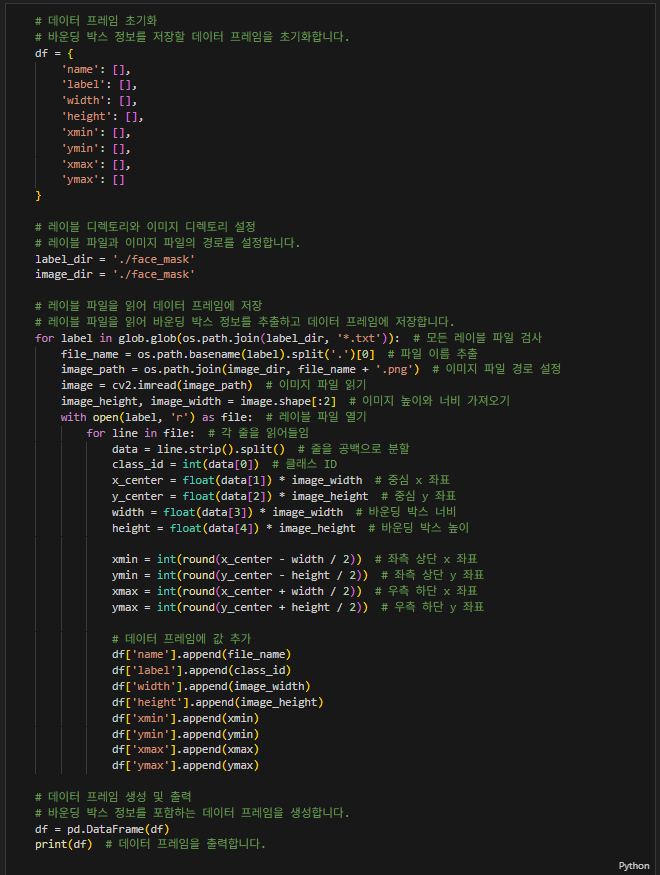 # 데이터 프레임 초기화
# 바운딩 박스 정보를 저장할 데이터 프레임을 초기화합니다.
df = {
    'name': [],
    'label': [],
    'width': [],
    'height': [],
    'xmin': [],
    'ymin': [],
    'xmax': [],
    'ymax': []
}

# 레이블 디렉토리와 이미지 디렉토리 설정
# 레이블 파일과 이미지 파일의 경로를 설정합니다.
label_dir = './face_mask'
image_dir = './face_mask'

# 레이블 파일을 읽어 데이터 프레임에 저장
# 레이블 파일을 읽어 바운딩 박스 정보를 추출하고 데이터 프레임에 저장합니다.
for label in glob.glob(os.path.join(label_dir, '*.txt')):  # 모든 레이블 파일 검사
    file_name = os.path.basename(label).split('.')[0]  # 파일 이름 추출
    image_path = os.path.join(image_dir, file_name + '.png')  # 이미지 파일 경로 설정
    image = cv2.imread(image_path)  # 이미지 파일 읽기
    image_height, image_width = image.shape[:2]  # 이미지 높이와 너비 가져오기
    with open(label, 'r') as file:  # 레이블 파일 열기
        for line in file:  # 각 줄을 읽어들임
            data = line.strip().split()  # 줄을 공백으로 분할
            class_id = int(data[0])  # 클래스 ID
            x_center = float(data[1]) * image_width  # 중심 x 좌표
            y_center = float(data[2]) * image_height  # 중심 y 좌표
            width = float(data[3]) * image_width  # 바운딩 박스 너비
            height = float(data[4]) * image_height  # 바운딩 박스 높이

            xmin = int(round(x_center - width / 2))  # 좌측 상단 x 좌표
            ymin = int(round(y_center - height / 2))  # 좌측 상단 y 좌표
            xmax = int(round(x_center + width / 2))  # 우측 하단 x 좌표
            ymax = int(round(y_center + height / 2))  # 우측 하단 y 좌표

            # 데이터 프레임에 값 추가
            df['name'].append(file_name)
            df['label'].append(class_id)
            df['width'].append(image_width)
            df['height'].append(image_height)
            df['xmin'].append(xmin)
            df['ymin'].append(ymin)
            df['xmax'].append(xmax)
            df['ymax'].append(ymax)

# 데이터 프레임 생성 및 출력
# 바운딩 박스 정보를 포함하는 데이터 프레임을 생성합니다.
df = pd.DataFrame(df)
print(df)  # 데이터 프레임을 출력합니다.
Python